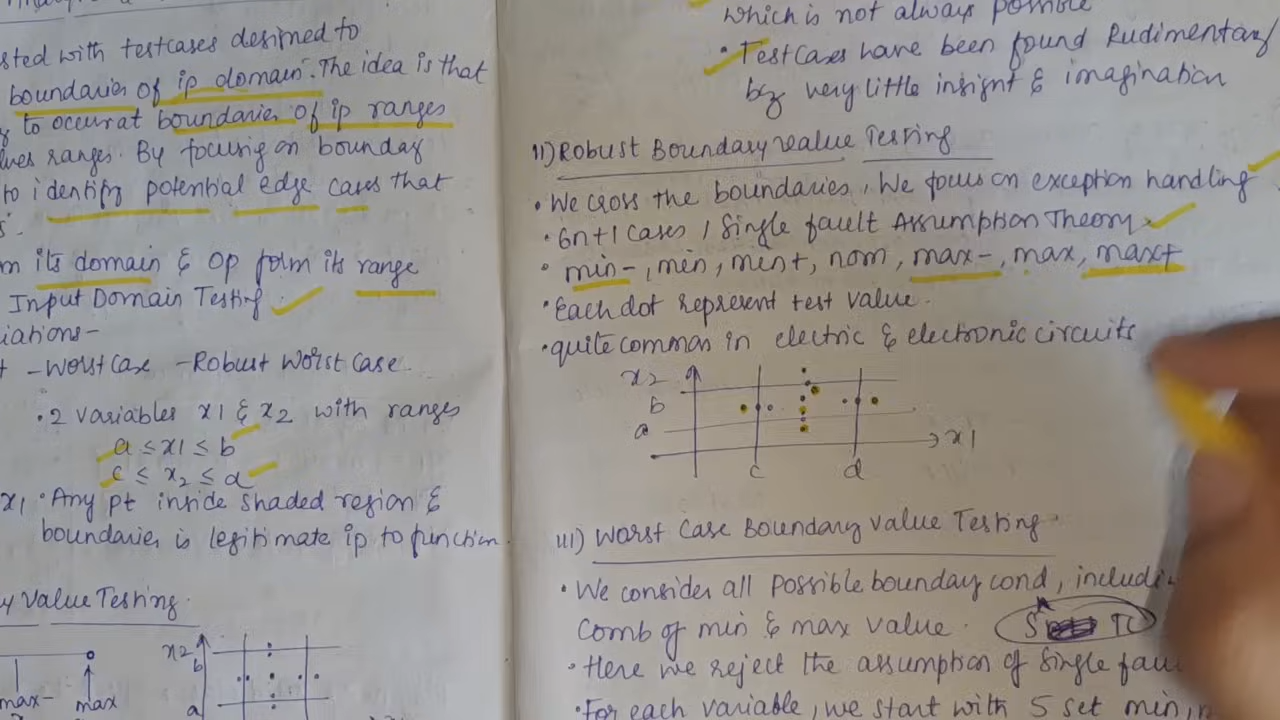 sted with testcases designed to
boundaries of ip domain. The idea is that
to occur at boundaries of ip ranges
ranges. By focusing on boundary
to identify potential edge cases that
its domain & op form its range
Input Domain Testing
iations-
- Worst case - Robust Worst Case.
• 2 variables x1 & x2 with ranges
a ≤ x1 ≤ b
c ≤ x2 ≤ d
x1 • Any pt inside shaded region &
boundaries is legitimate ip to function
y Value Testing.
max- max
x2
b
a
which is not always possible
• Testcases have been found Rudimentary
by very little insight & imagination
II) Robust Boundary Value Testing
• We cross the boundaries, We focus on exception handling
• 6n+1 cases, Single fault Assumption Theory
• min-, min, min+, nom, max-, max, max+
• Each dot represent test value.
• quite common in electric & electronic circuits
x2
b
a
x1
c d
III) Worst Case Boundary Value Testing
• We consider all possible boundary cond, includi
Comb of min & max value.
• Here we reject the assumption of single fau
• For each variable, we start with 5 set min,